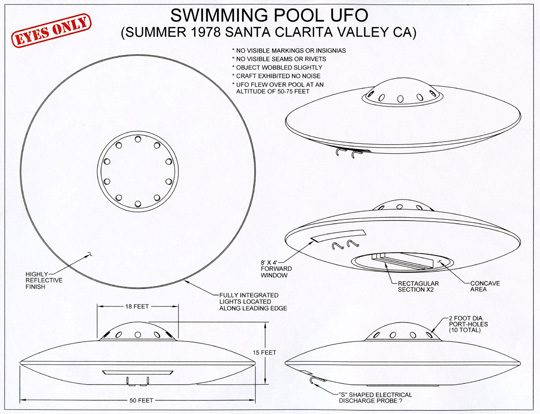 EYES ONLY
SWIMMING POOL UFO
(SUMMER 1978 SANTA CLARITA VALLEY CA)
* NO VISIBLE MARKINGS OR INSIGNIAS
* NO VISIBLE SEAMS OR RIVETS
* OBJECT WOBBLED SLIGHTLY
* CRAFT EXHIBITED NO NOISE
* UFO FLEW OVER POOL AT AN
ALTITUDE OF 50-75 FEET
HIGHLY
REFLECTIVE
FINISH
FULLY INTEGRATED
LIGHTS LOCATED
ALONG LEADING EDGE
8' X 4'
FORWARD
WINDOW
RECTAGULAR
SECTION X2
CONCAVE
AREA
18 FEET
15 FEET
50 FEET
2 FOOT DIA.
PORT-HOLES
(10 TOTAL)
"S" SHAPED ELECTRICAL
DISCHARGE PROBE ?